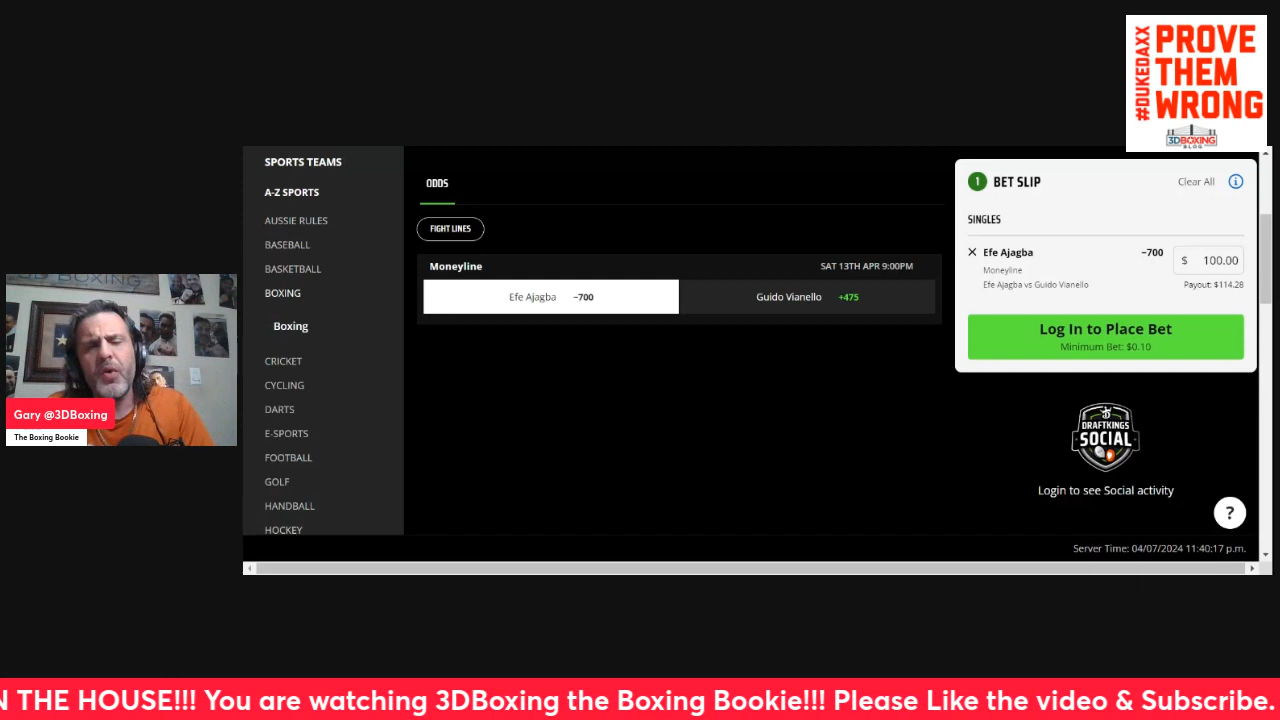 #DUKEDAXX
PROVE
THEM
WRONG
3DBOXING
BLOG
SPORTS TEAMS
A-Z SPORTS
AUSSIE RULES
BASEBALL
BASKETBALL
BOXING
Boxing
CRICKET
CYCLING
DARTS
E-SPORTS
FOOTBALL
GOLF
HANDBALL
HOCKEY
ODDS
FIGHT LINES
Moneyline SAT 13TH APR 9:00PM
Efe Ajagba −700 Guido Vianello +475
1 BET SLIP Clear All i
SINGLES
× Efe Ajagba −700 $ 100.00
Moneyline
Efe Ajagba vs Guido Vianello Payout: $114.28
Log In to Place Bet
Minimum Bet: $0.10
DRAFTKINGS
SOCIAL
Login to see Social activity
?
Server Time: 04/07/2024 11:40:17 p.m.
3D BOXING
Gary @3DBoxing
The Boxing Bookie
N THE HOUSE!!! You are watching 3DBoxing the Boxing Bookie!!! Please Like the video & Subscribe.